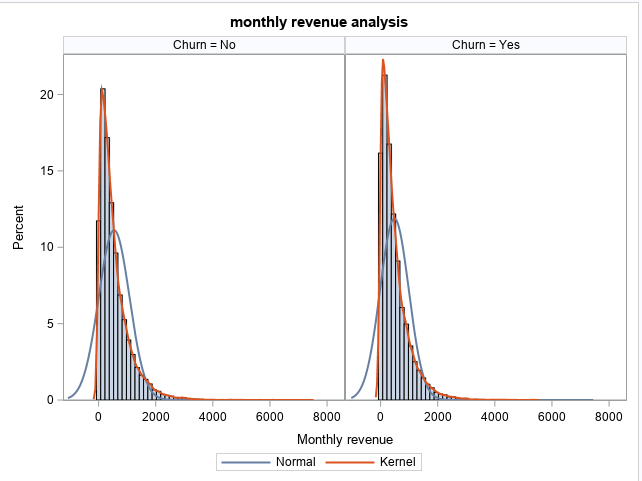 monthly revenue analysis
Churn = No
Churn = Yes
20
15
10
5
0
Percent
0 2000 4000 6000 8000
0 2000 4000 6000 8000
Monthly revenue
Normal
Kernel